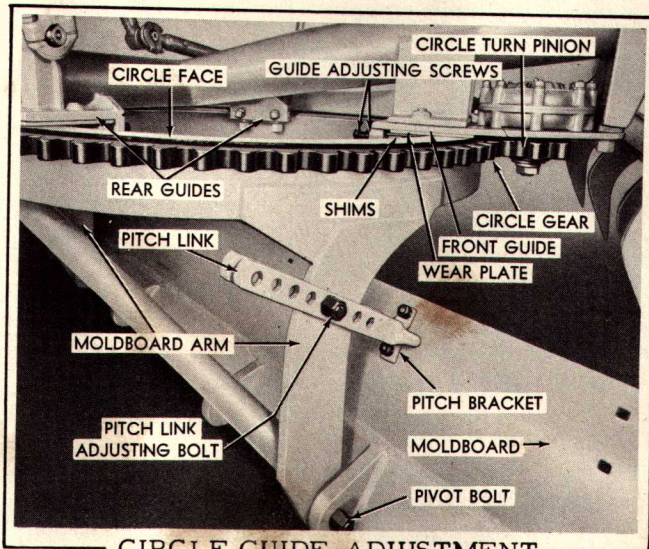 CIRCLE TURN PINION
CIRCLE FACE
GUIDE ADJUSTING SCREWS
REAR GUIDES
SHIMS
CIRCLE GEAR
PITCH LINK
FRONT GUIDE
WEAR PLATE
MOLDBOARD ARM
PITCH BRACKET
PITCH LINK
ADJUSTING BOLT
MOLDBOARD
PIVOT BOLT
CIRCLE GUIDE ADJUSTMENT